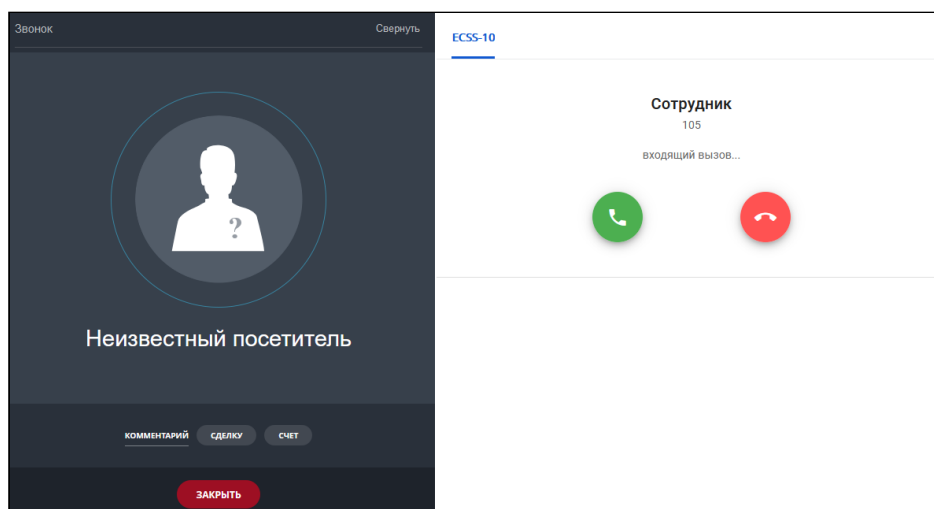 Звонок
Свернуть
?
Неизвестный посетитель
КОММЕНТАРИЙ
СДЕЛКУ
СЧЕТ
ЗАКРЫТЬ
ECSS-10
Сотрудник
105
входящий вызов...